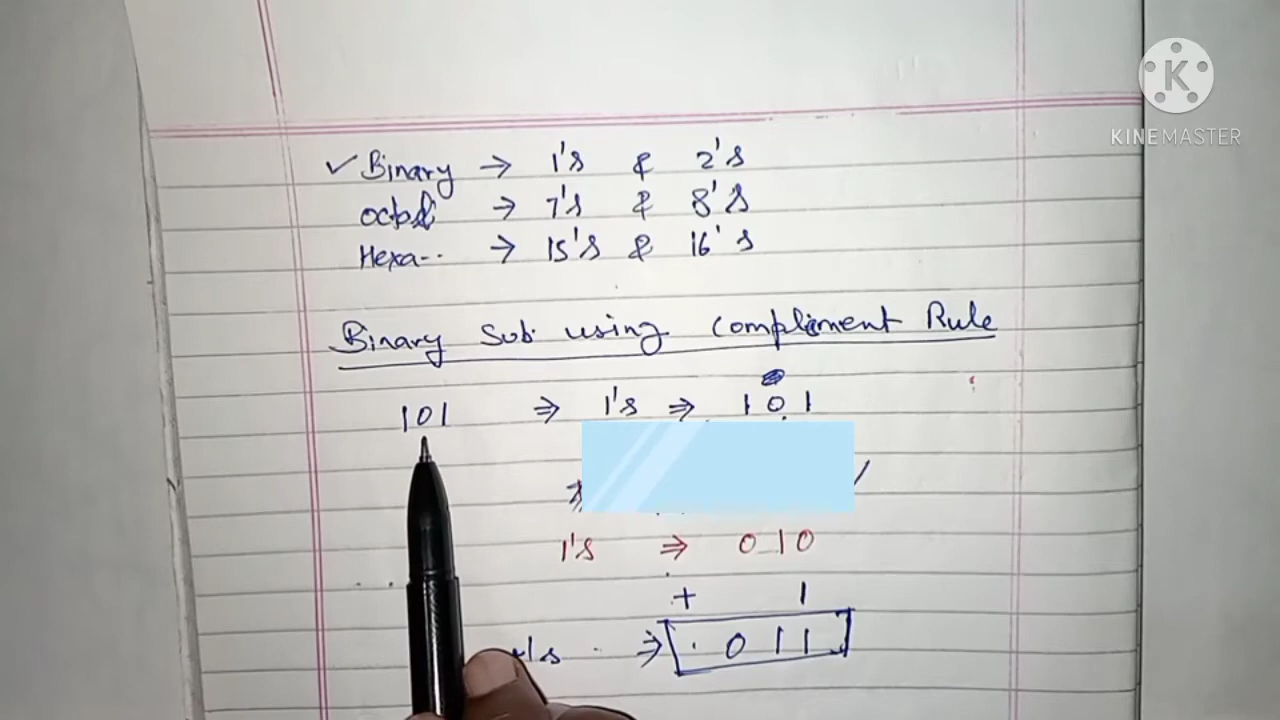 KINEMASTER
✓ Binary → 1's & 2's
octal → 7's & 8's
Hexa-- → 15's & 16's
Binary Sub using Compliment Rule
101 ⇒ 1's ⇒ 101
1's ⇒ 010
+ 1
⇒ 011